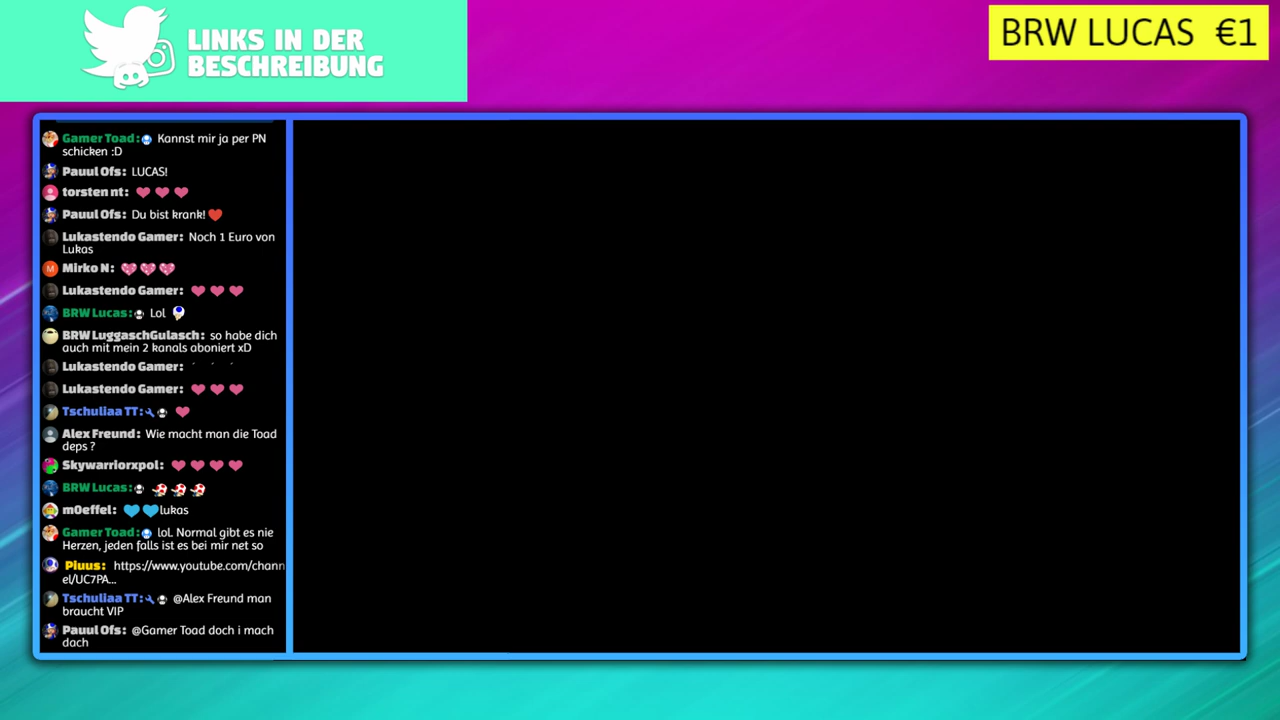 LINKS IN DER
BESCHREIBUNG
BRW LUCAS €1
Gamer Toad: Kannst mir ja per PN
schicken :D
Pauul Ofs: LUCAS!
torsten nt:
Pauul Ofs: Du bist krank!
Lukastendo Gamer: Noch 1 Euro von
Lukas
M
Mirko N:
Lukastendo Gamer:
BRW Lucas: Lol
BRW LuggaschGulasch: so habe dich
auch mit mein 2 kanals aboniert xD
Lukastendo Gamer:
Lukastendo Gamer:
Tschuliaa TT:
Alex Freund: Wie macht man die Toad
deps ?
Skywarriorxpol:
BRW Lucas:
m0effel: lukas
Gamer Toad: lol. Normal gibt es nie
Herzen, jeden falls ist es bei mir net so
Piuus: https://www.youtube.com/chann
el/UC7PA...
Tschuliaa TT: @Alex Freund man
braucht VIP
Pauul Ofs: @Gamer Toad doch i mach
dach